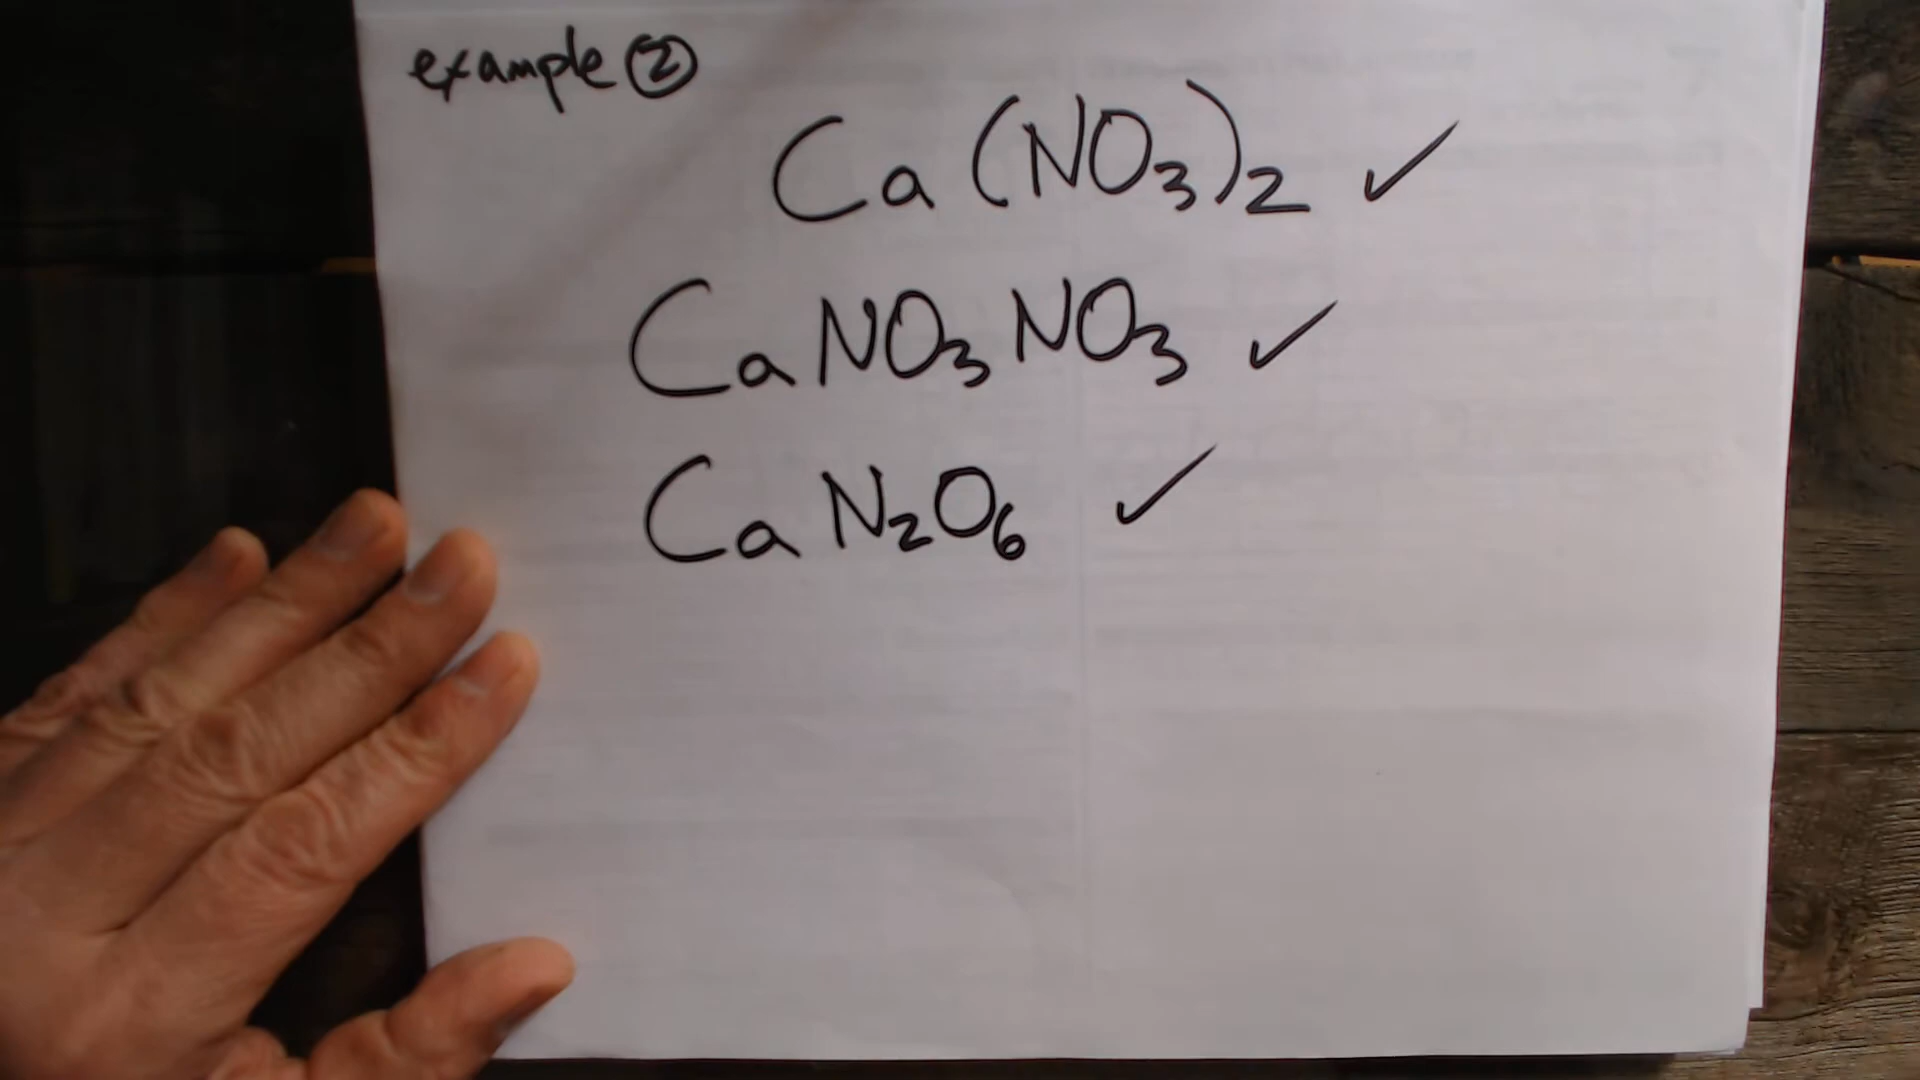 example ②
Ca(NO₃)₂ ✓
CaNO₃NO₃ ✓
CaN₂O₆ ✓